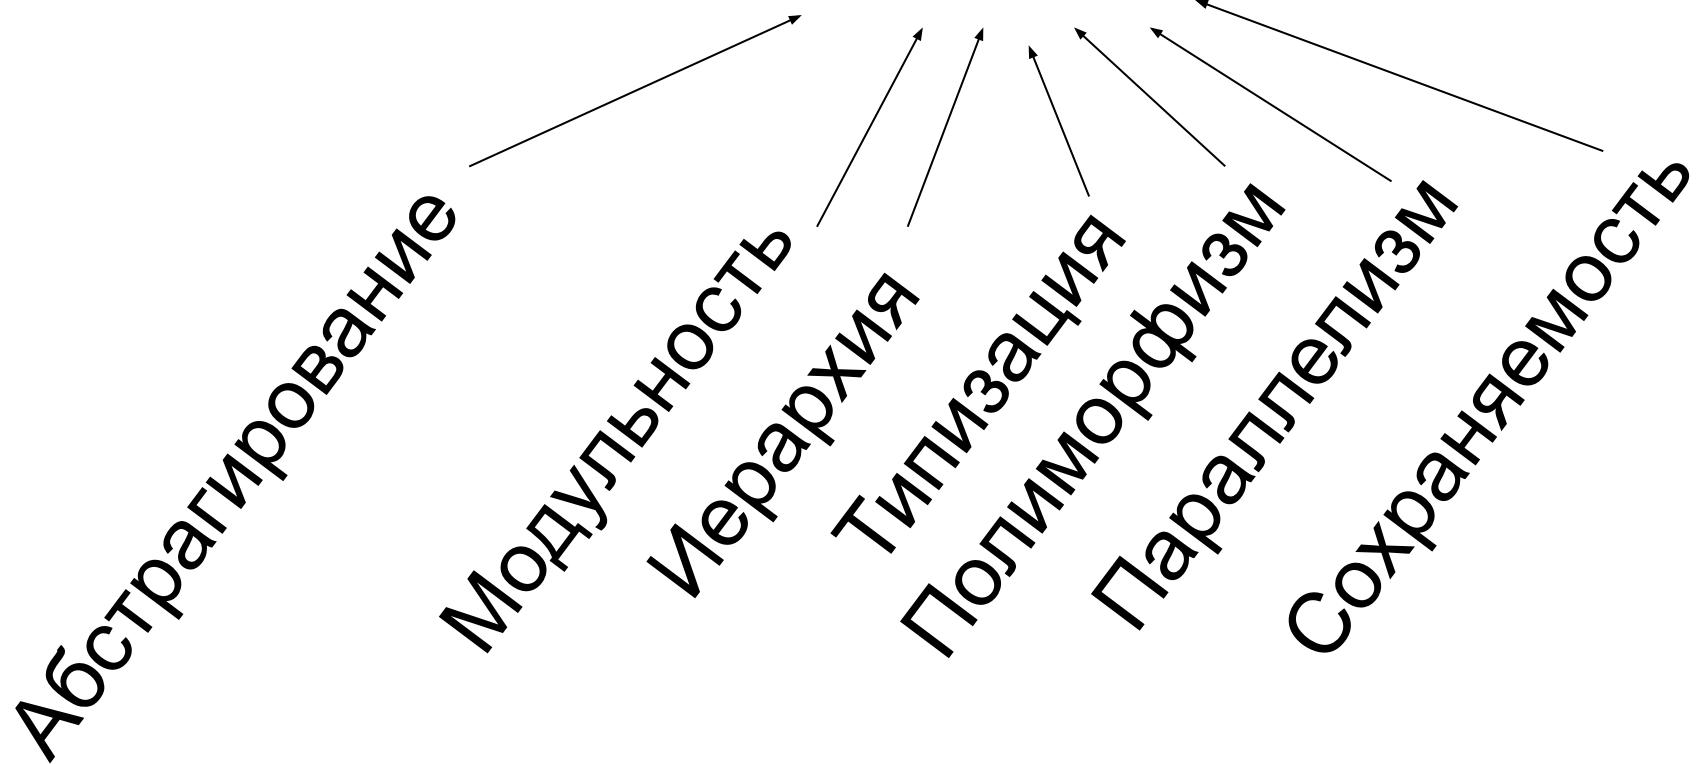 Абстрагирование
Модульность
Иерархия
Типизация
Полиморфизм
Параллелизм
Сохраняемость